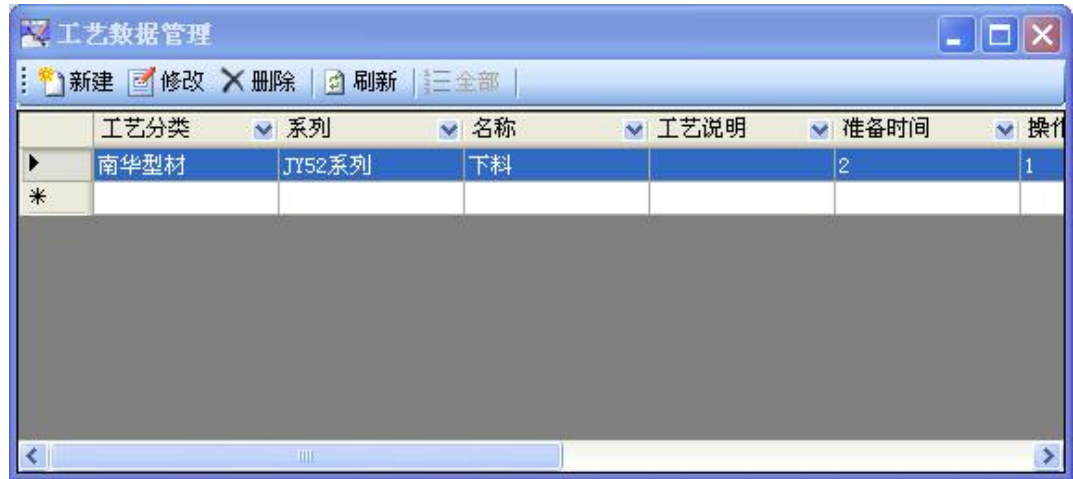 工艺数据管理
新建 修改 删除 刷新 全部
工艺分类 系列 名称 工艺说明 准备时间 操作
南华型材 JY52系列 下料 2 1